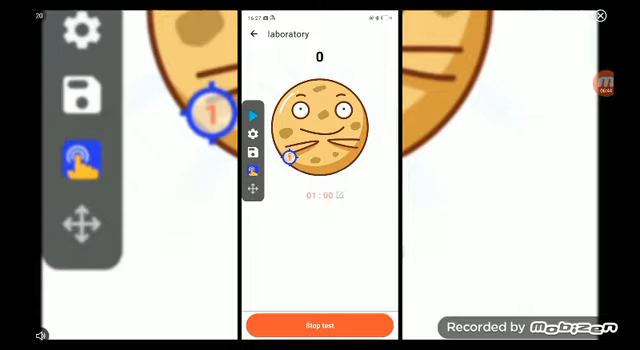 20
16:27
laboratory
0
1
1
01 : 00
Stop test
Recorded by
MOBIZEN